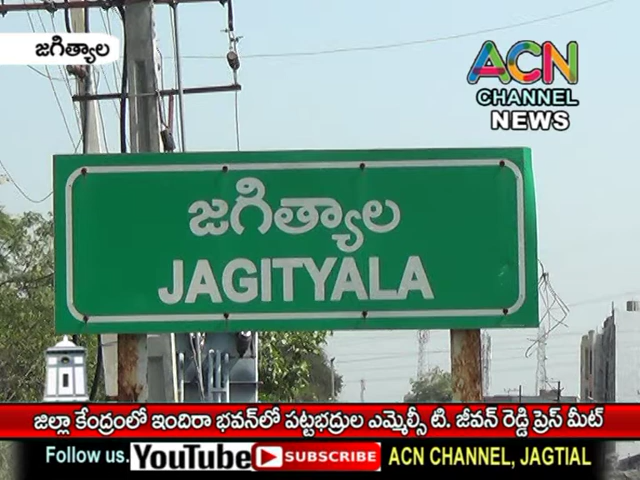 జగిత్యాల
ACN
CHANNEL
NEWS
జగిత్యాల
JAGITYALA
జిల్లా కేంద్రంలో ఇందిరా భవన్‌లో పట్టభద్రుల ఎమ్మెల్సీ టి. జీవన్ రెడ్డి ప్రెస్ మీట్
Follow us. YouTube SUBSCRIBE ACN CHANNEL, JAGTIAL